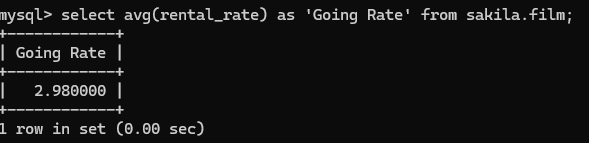 mysql> select avg(rental_rate) as 'Going Rate' from sakila.film;
+------------+
| Going Rate |
+------------+
|   2.980000 |
+------------+
1 row in set (0.00 sec)